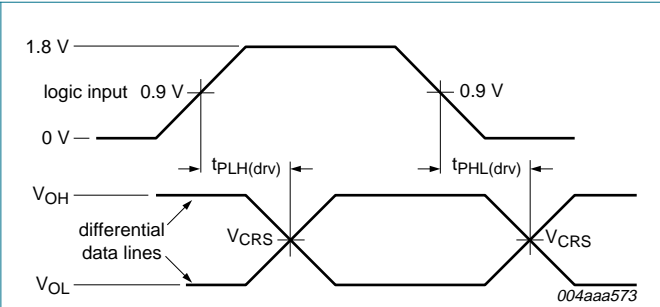 1.8 V
logic input 0.9 V
0.9 V
0 V
tPLH(drv)
tPHL(drv)
VOH
differential
data lines
VCRS
VCRS
VOL
004aaa573